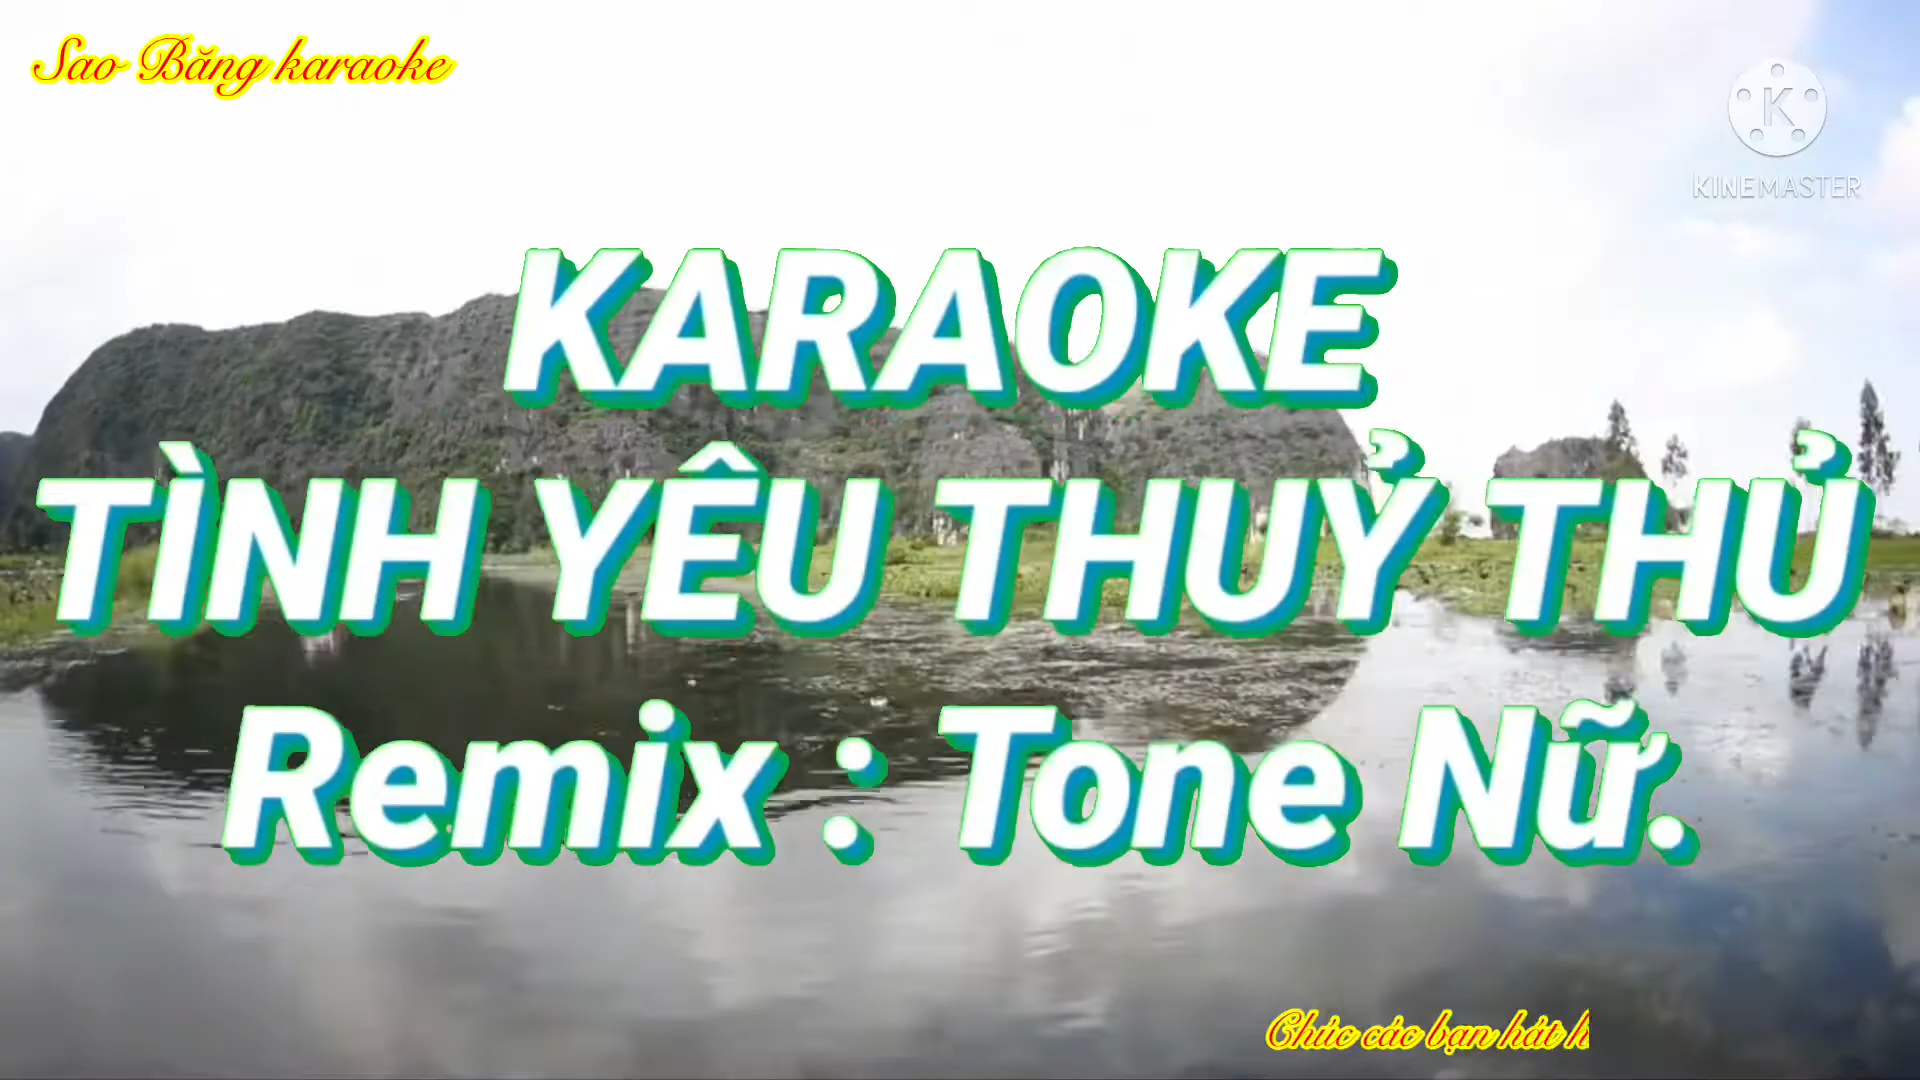 Sao Băng karaoke
K
KINEMASTER
KARAOKE
TÌNH YÊU THUỶ THỦ
Remix : Tone Nữ.
Chúc các bạn hát h